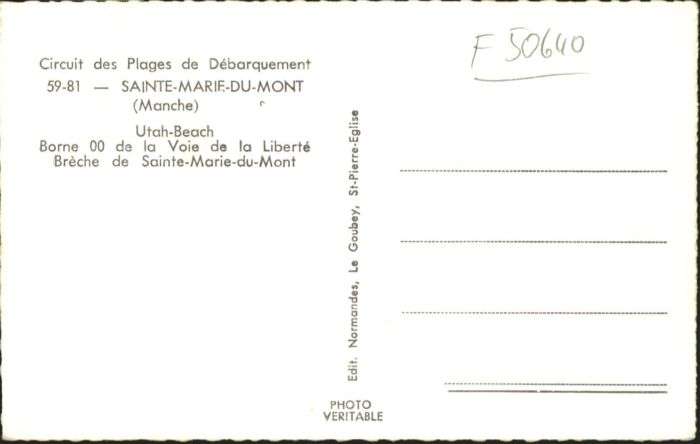 Circuit des Plages de Débarquement
59-81 — SAINTE-MARIE-DU-MONT
(Manche)
Utah-Beach
Borne 00 de la Voie de la Liberté
Brèche de Sainte-Marie-du-Mont
Edit. Normandes, Le Goubey, St-Pierre-Eglise
PHOTO
VERITABLE
F 50640